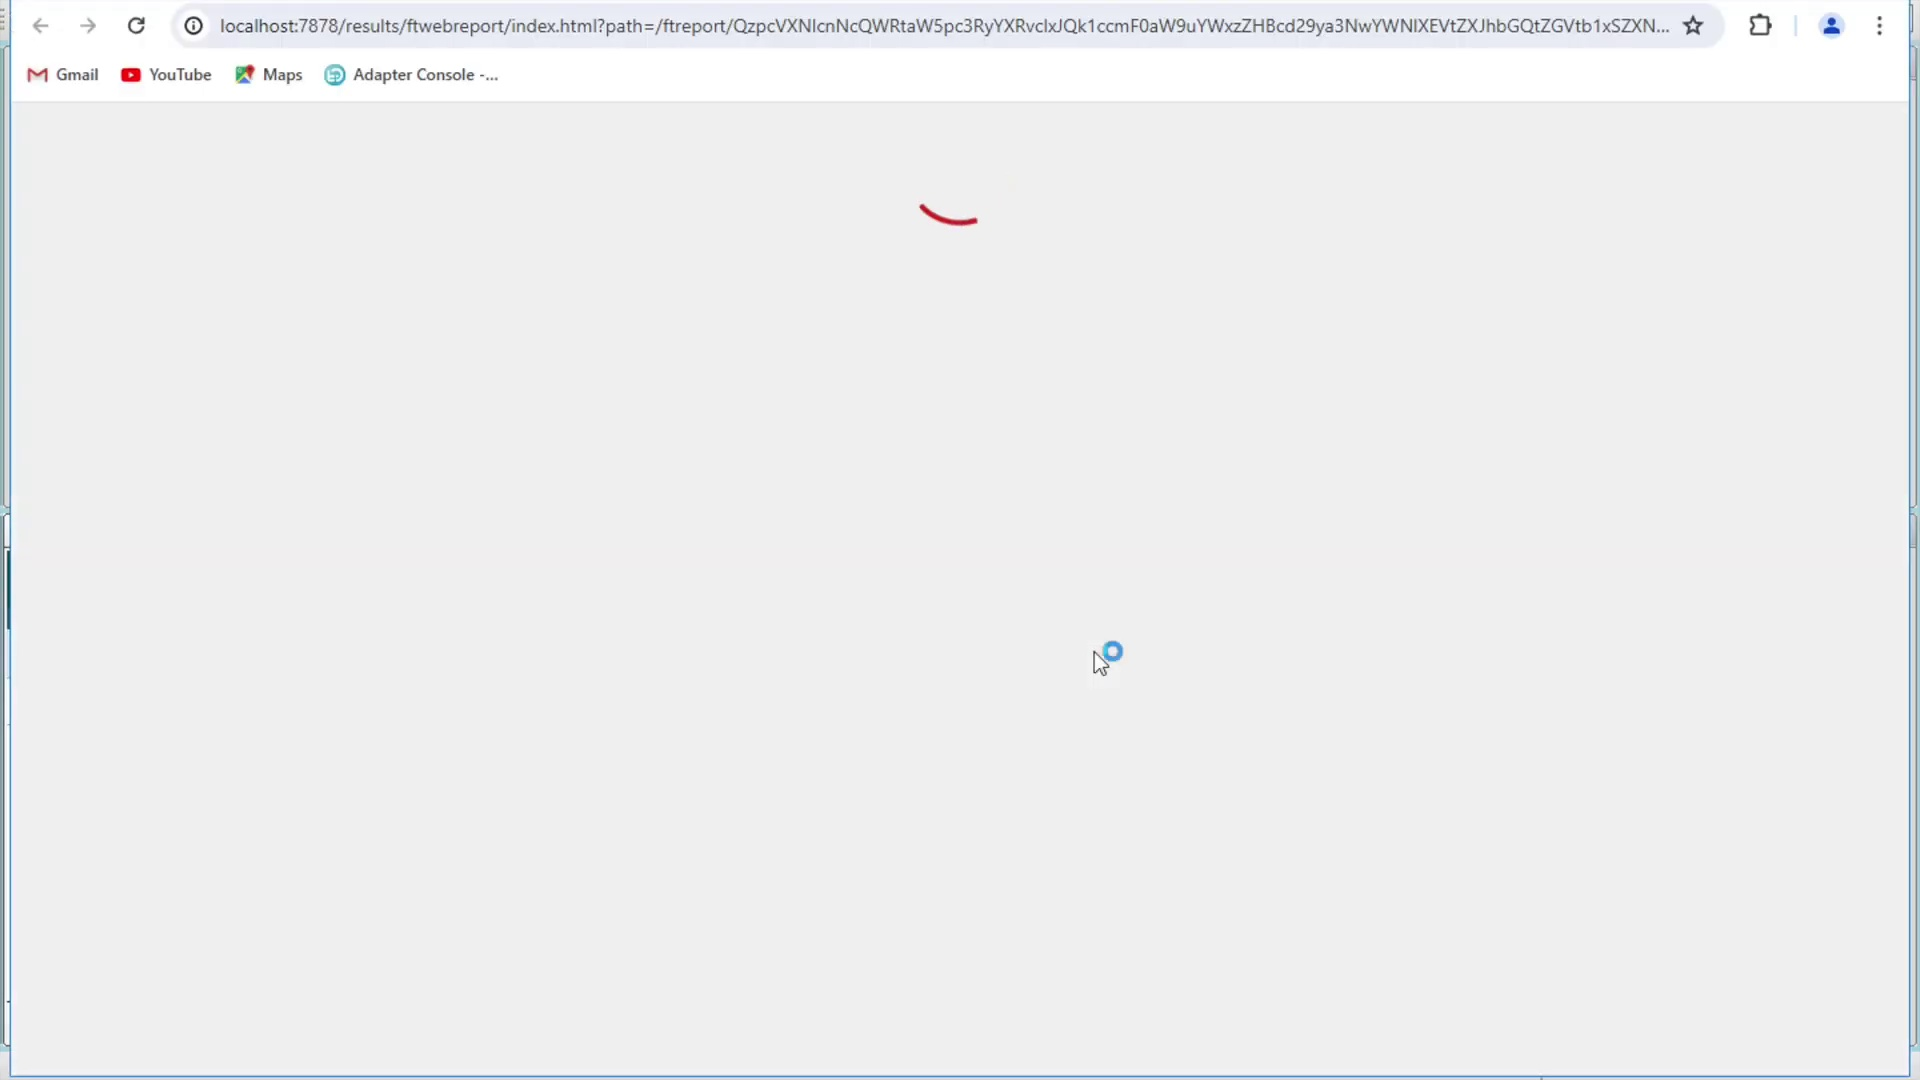 localhost:7878/results/ftwebreport/index.html?path=/ftreport/QzpcVXNlcnNcQWRtaW5pc3RyYXRvclxJQk1ccmF0aW9uYWxzZHBcd29ya3NwYWNlXEVtZXJhbGQtZGVtb1xSZXN...
Gmail YouTube Maps Adapter Console -...